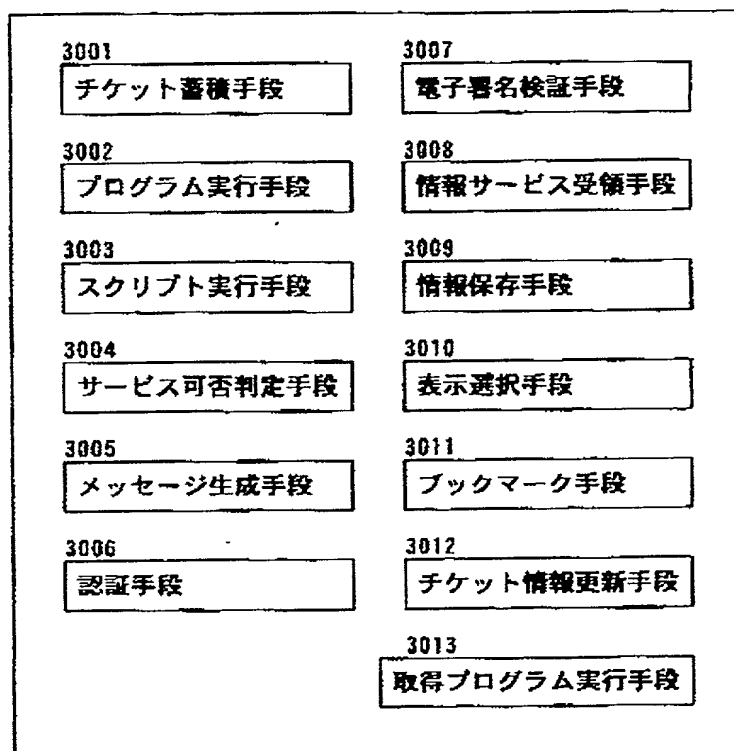 3001
チケット蓄積手段
3002
プログラム実行手段
3003
スクリプト実行手段
3004
サービス可否判定手段
3005
メッセージ生成手段
3006
認証手段
3007
電子署名検証手段
3008
情報サービス受領手段
3009
情報保存手段
3010
表示選択手段
3011
ブックマーク手段
3012
チケット情報更新手段
3013
取得プログラム実行手段